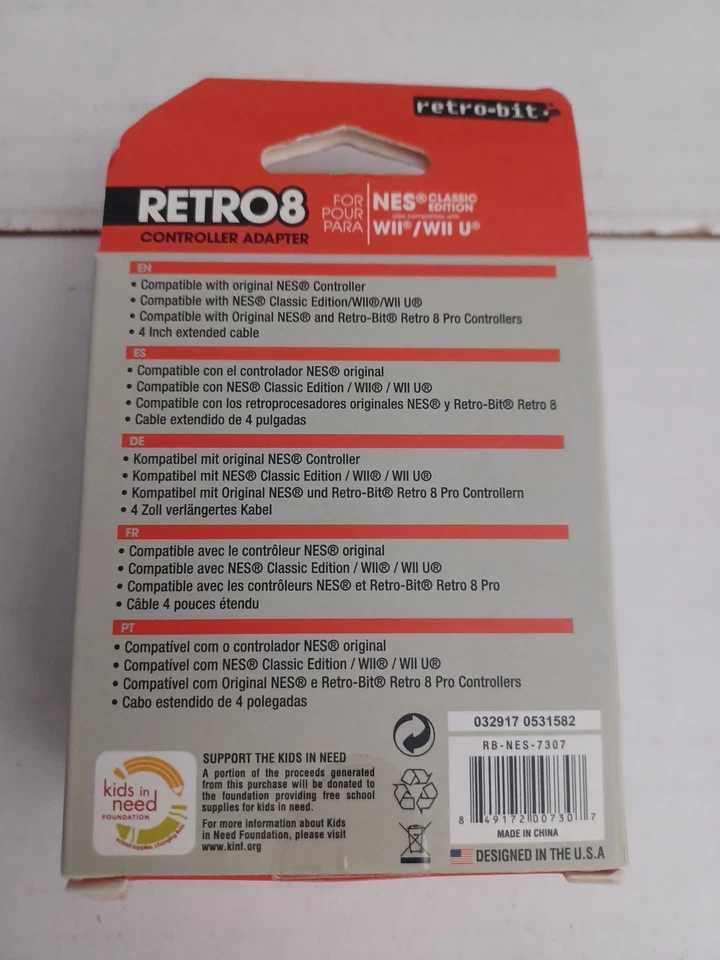 retro-bit
RETRO8
CONTROLLER ADAPTER
FOR
POUR
PARA
NES® CLASSIC EDITION
also compatible with
WII®/WII U®
EN
• Compatible with original NES® Controller
• Compatible with NES® Classic Edition/WII®/WII U®
• Compatible with Original NES® and Retro-Bit® Retro 8 Pro Controllers
• 4 Inch extended cable
ES
• Compatible con el controlador NES® original
• Compatible con NES® Classic Edition / WII® / WII U®
• Compatible con los retroprocesadores originales NES® y Retro-Bit® Retro 8
• Cable extendido de 4 pulgadas
DE
• Kompatibel mit original NES® Controller
• Kompatibel mit NES® Classic Edition / WII® / WII U®
• Kompatibel mit Original NES® und Retro-Bit® Retro 8 Pro Controllern
• 4 Zoll verlängertes Kabel
FR
• Compatible avec le contrôleur NES® original
• Compatible avec NES® Classic Edition / WII® / WII U®
• Compatible avec les contrôleurs NES® et Retro-Bit® Retro 8 Pro
• Câble 4 pouces étendu
PT
• Compatível com o controlador NES® original
• Compatível com NES® Classic Edition / WII® / WII U®
• Compatível com Original NES® e Retro-Bit® Retro 8 Pro Controllers
• Cabo estendido de 4 polegadas
kids in
need
FOUNDATION
SUPPORT THE KIDS IN NEED
A portion of the proceeds generated
from this purchase will be donated to
the foundation providing free school
supplies for kids in need.
For more information about Kids
in Need Foundation, please visit
www.kinf.org
032917 0531582
RB-NES-7307
8 49172 00730 7
MADE IN CHINA
DESIGNED IN THE U.S.A